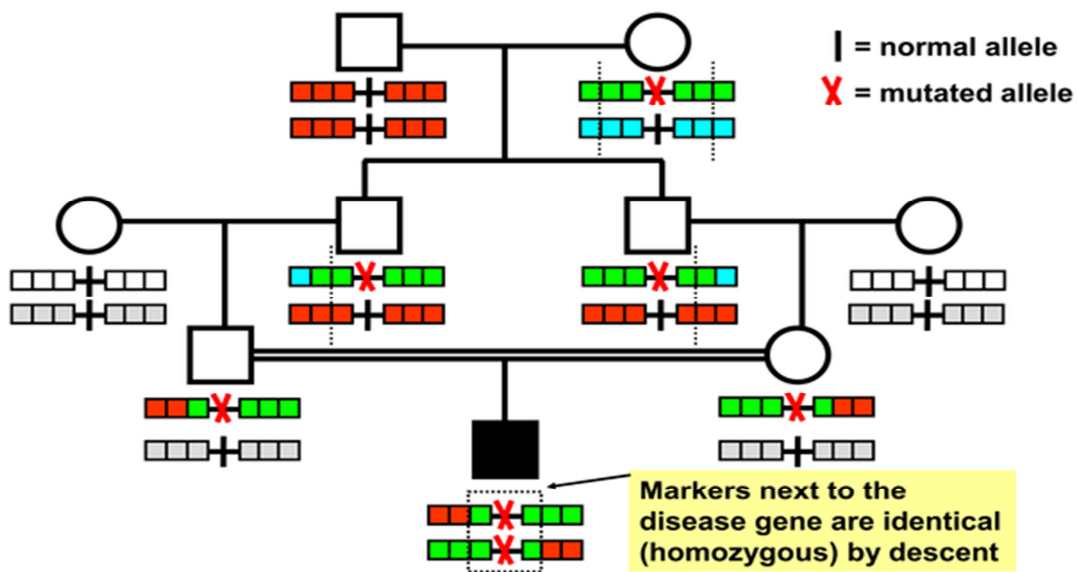 | = normal allele
X = mutated allele
Markers next to the
disease gene are identical
(homozygous) by descent